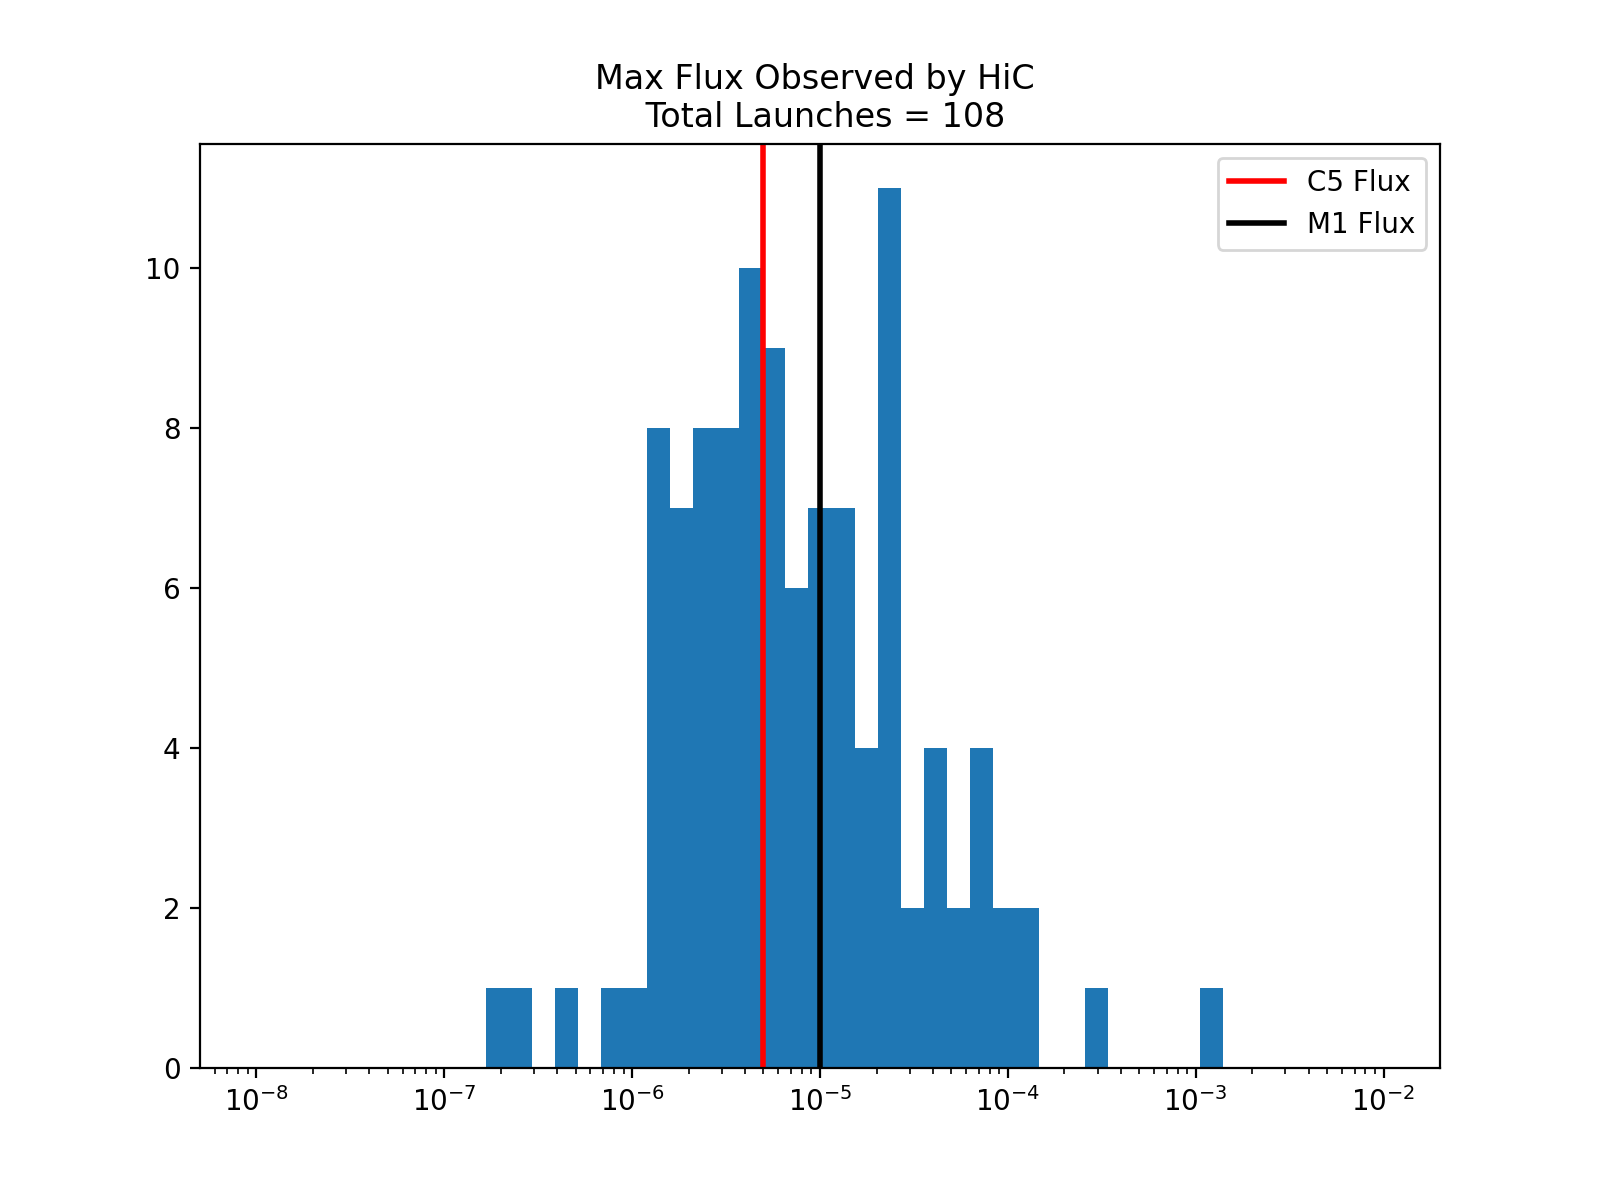 Max Flux Observed by HiC
Total Launches = 108
C5 Flux
M1 Flux
10
8
6
4
2
0
10⁻⁸ 10⁻⁷ 10⁻⁶ 10⁻⁵ 10⁻⁴ 10⁻³ 10⁻²